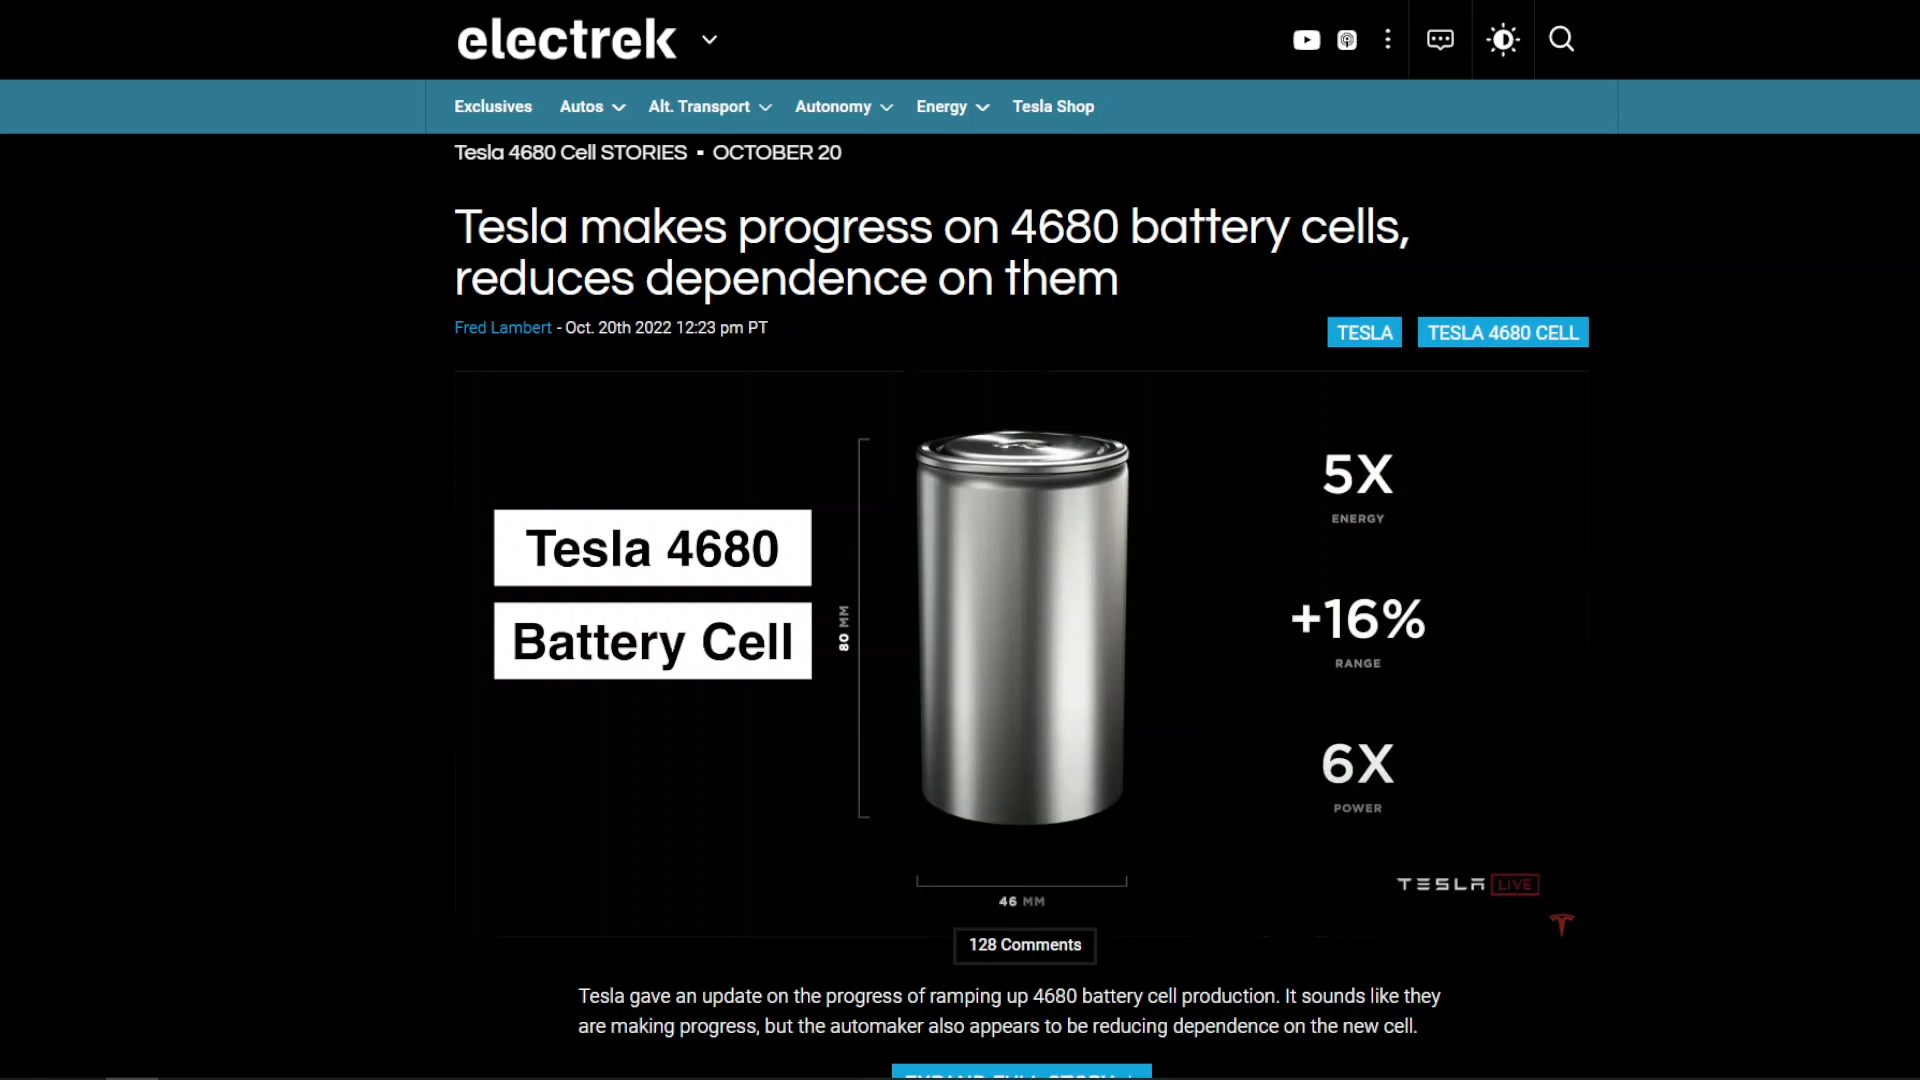 electrek
Exclusives Autos Alt. Transport Autonomy Energy Tesla Shop
Tesla 4680 Cell STORIES ▪ OCTOBER 20
Tesla makes progress on 4680 battery cells,
reduces dependence on them
Fred Lambert - Oct. 20th 2022 12:23 pm PT
TESLA TESLA 4680 CELL
Tesla 4680
Battery Cell
80 MM
46 MM
5X
ENERGY
+16%
RANGE
6X
POWER
TESLA LIVE
128 Comments
Tesla gave an update on the progress of ramping up 4680 battery cell production. It sounds like they
are making progress, but the automaker also appears to be reducing dependence on the new cell.
EXPAND FULL STORY